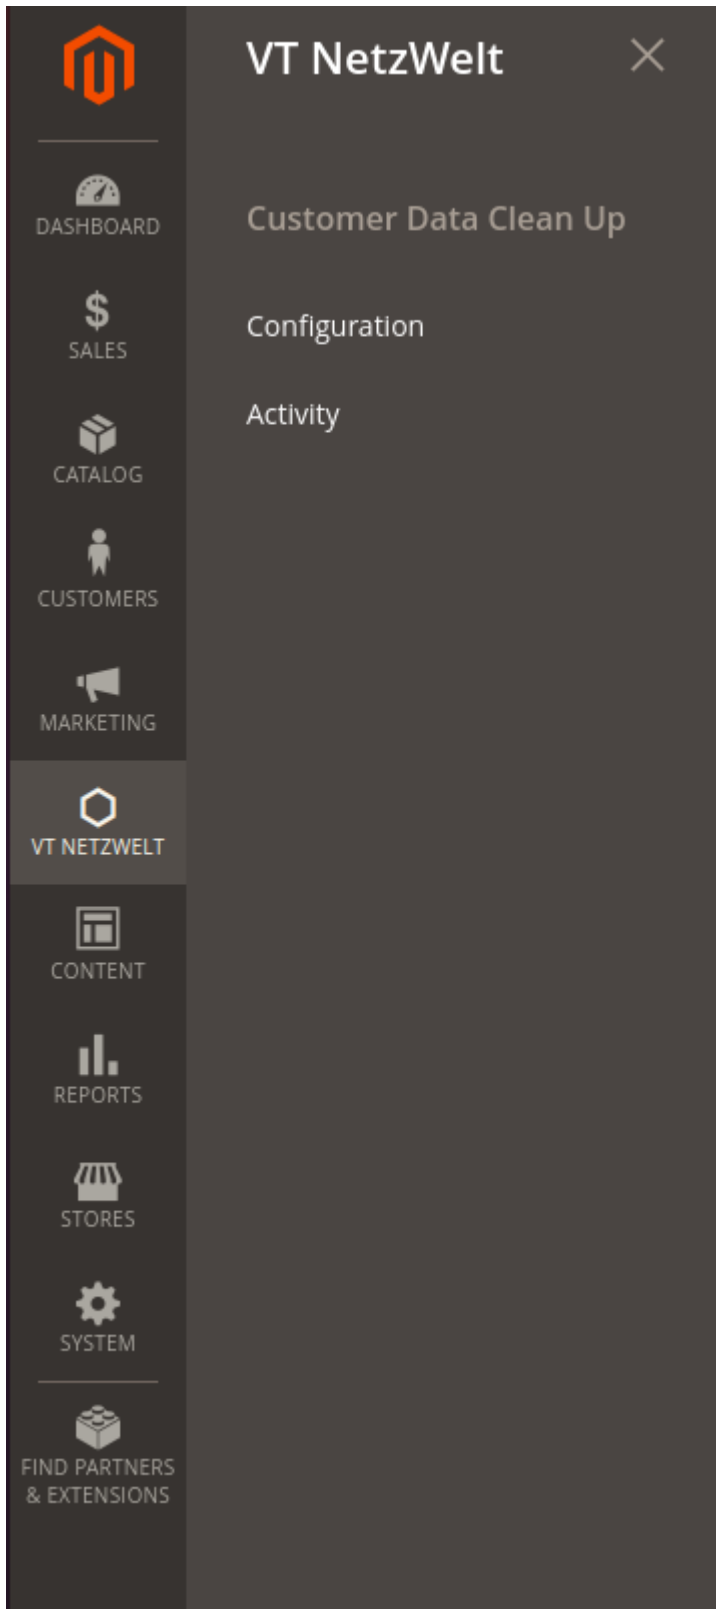 VT NetzWelt
DASHBOARD
Customer Data Clean Up
Configuration
SALES
Activity
CATALOG
CUSTOMERS
MARKETING
VT NETZWELT
CONTENT
REPORTS
STORES
SYSTEM
FIND PARTNERS
& EXTENSIONS